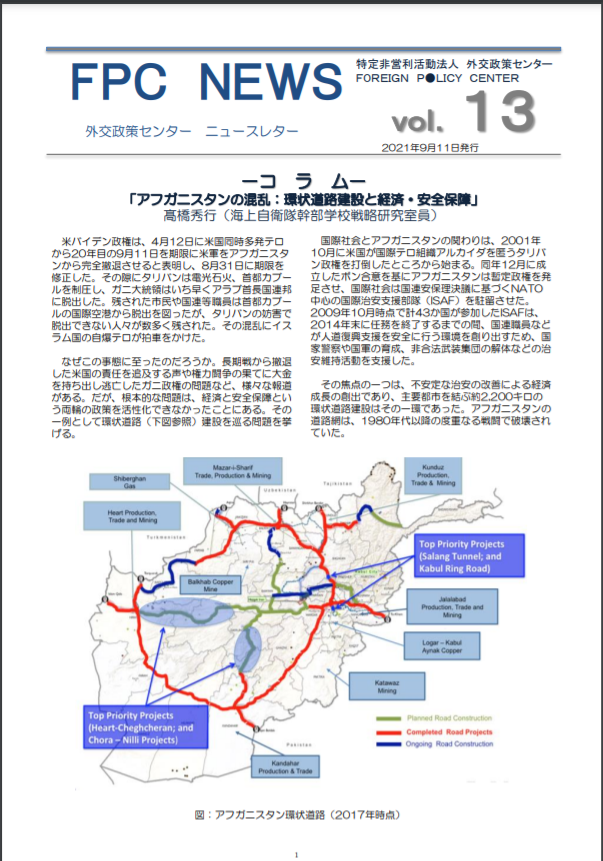 FPC NEWS
特定非営利活動法人 外交政策センター
FOREIGN POLICY CENTER
外交政策センター　ニュースレター
vol. 13
2021年9月11日発行
ーコ　ラ　ムー
「アフガニスタンの混乱：環状道路建設と経済・安全保障」
髙橋秀行（海上自衛隊幹部学校戦略研究室員）
米バイデン政権は、4月12日に米国同時多発テロ
から20年目の9月11日を期限に米軍をアフガニスタ
ンから完全撤退させると表明し、8月31日に期限を
修正した。その隙にタリバンは電光石火、首都カブー
ルを制圧し、ガニ大統領はいち早くアラブ首長国連邦
に脱出した。残された市民や国連等職員は首都カブー
ルの国際空港から脱出を図ったが、タリバンの妨害で
脱出できない人々が数多く残された。その混乱にイス
ラム国の自爆テロが拍車をかけた。
なぜこの事態に至ったのだろうか。長期戦から撤退
した米国の責任を追及する声や権力闘争の果てに大金
を持ち出し逃亡したガニ政権の問題など、様々な報道
がある。だが、根本的な問題は、経済と安全保障とい
う両輪の政策を活性化できなかったことにある。その
一例として環状道路（下図参照）建設を巡る問題を挙
げる。
国際社会とアフガニスタンの関わりは、2001年
10月に米国が国際テロ組織アルカイダを匿うタリバ
ン政権を打倒したところから始まる。同年12月に成
立したボン合意を基にアフガニスタンは暫定政権を発
足させ、国際社会は国連安保理決議に基づくNATO
中心の国際治安支援部隊（ISAF）を駐留させた。
2009年10月時点で計43か国が参加したISAFは、
2014年末に任務を終了するまでの間、国連職員など
が人道復興支援を安全に行う環境を創り出すため、国
家警察や国軍の育成、非合法武装集団の解体などの治
安維持活動を支援した。
その焦点の一つは、不安定な治安の改善による経済
成長の創出であり、主要都市を結ぶ約2,200キロの
環状道路建設はその一環であった。アフガニスタンの
道路網は、1980年代以降の度重なる戦闘で破壊され
ていた。
Mazar-i-Sharif
Trade, Production & Mining
Kunduz
Production,
Trade & Mining
Shiberghan
Gas
Heart Production,
Trade and Mining
Uzbekistan
Tajikistan
Turkmenistan
Top Priority Projects
(Salang Tunnel; and
Kabul Ring Road)
Balkhab Copper
Mine
Jalalabad
Production, Trade and
Mining
Logar – Kabul
Aynak Copper
Katawaz
Mining
Top Priority Projects
(Heart-Cheghcheran; and
Chora – Nilli Projects)
Pakistan
Kandahar
Production & Trade
Planned Road Construction
Completed Road Projects
Ongoing Road Construction
図：アフガニスタン環状道路（2017年時点）
1